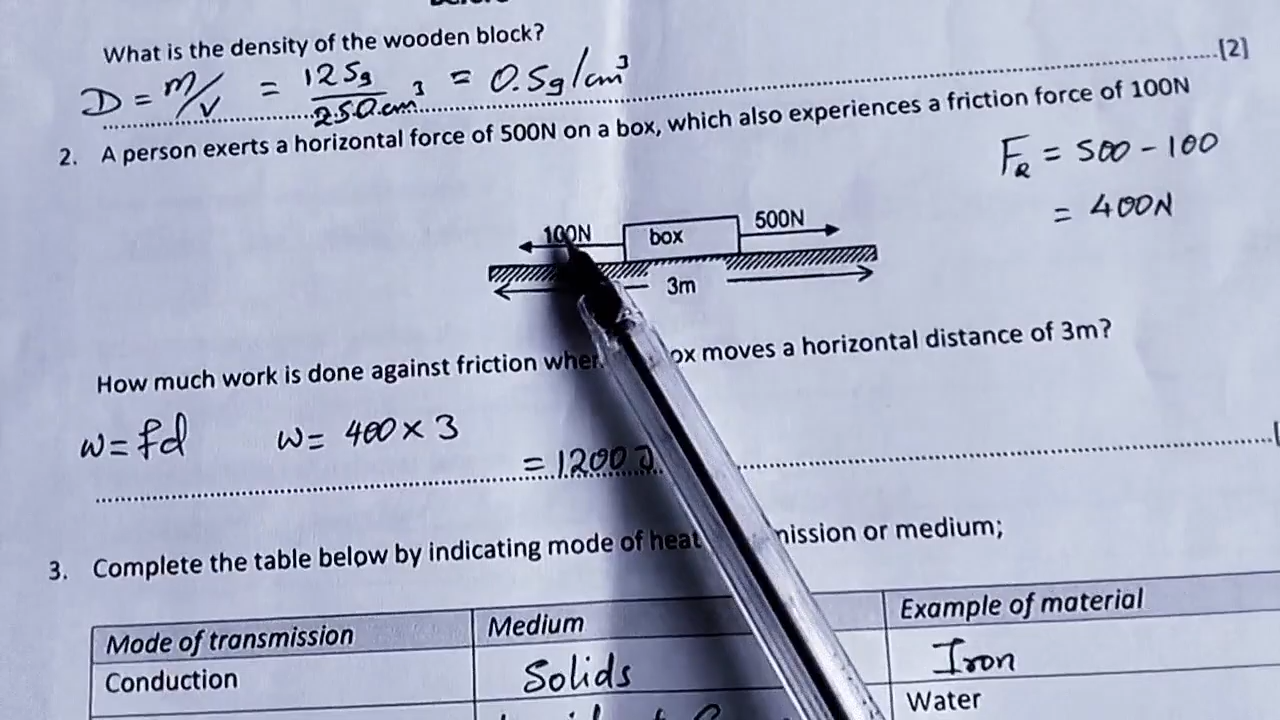 What is the density of the wooden block?
D = m/v = 125g/250cm³ = 0.5g/cm³
[2]
2. A person exerts a horizontal force of 500N on a box, which also experiences a friction force of 100N
F_R = 500 - 100
= 400N
100N box 500N
3m
How much work is done against friction when box moves a horizontal distance of 3m?
w = fd w = 400 × 3
= 1200J
3. Complete the table below by indicating mode of heat mission or medium;
Mode of transmission Medium Example of material
Conduction Solids Iron
Water